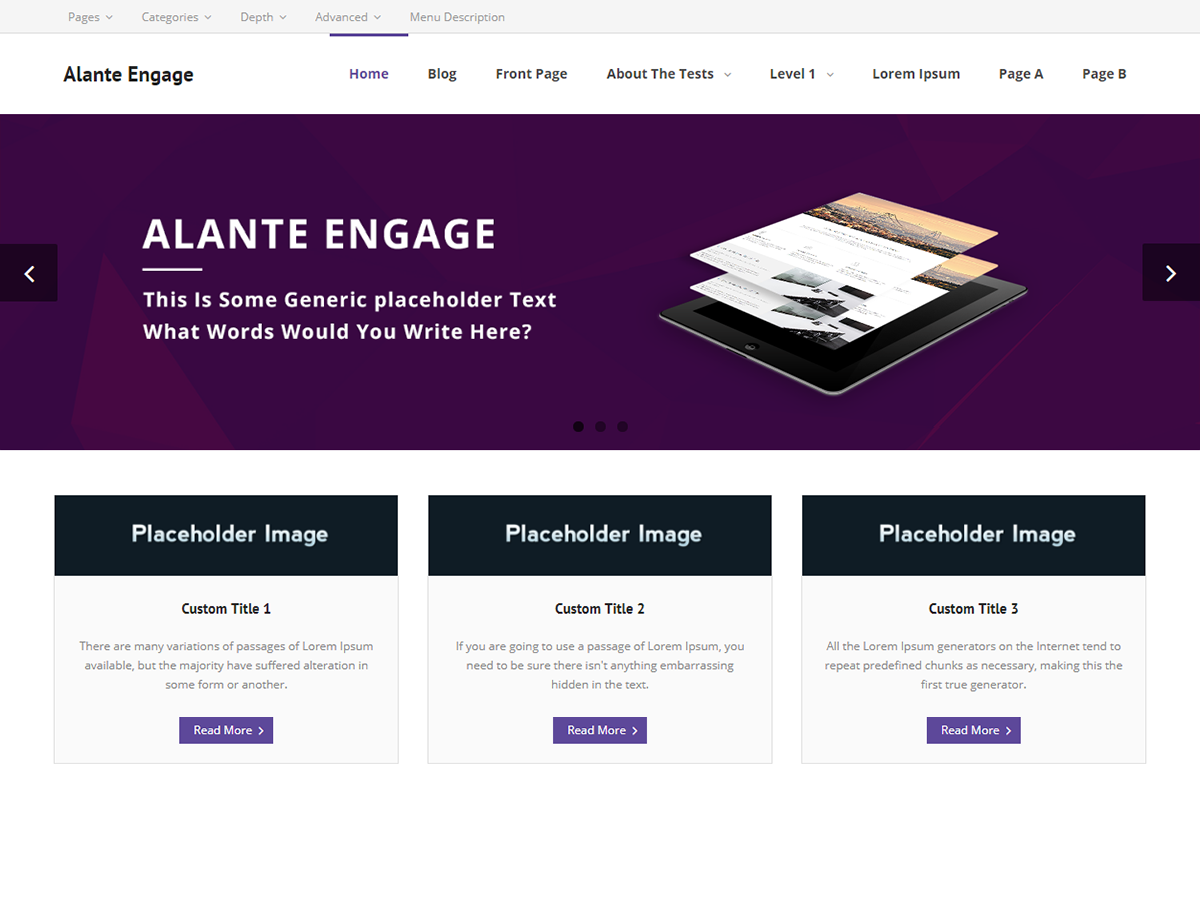 Pages Categories Depth Advanced Menu Description
Alante Engage Home Blog Front Page About The Tests Level 1 Lorem Ipsum Page A Page B
ALANTE ENGAGE
This Is Some Generic placeholder Text
What Words Would You Write Here?
Placeholder Image
Custom Title 1
There are many variations of passages of Lorem Ipsum
available, but the majority have suffered alteration in
some form or another.
Read More
Placeholder Image
Custom Title 2
If you are going to use a passage of Lorem Ipsum, you
need to be sure there isn't anything embarrassing
hidden in the text.
Read More
Placeholder Image
Custom Title 3
All the Lorem Ipsum generators on the Internet tend to
repeat predefined chunks as necessary, making this the
first true generator.
Read More